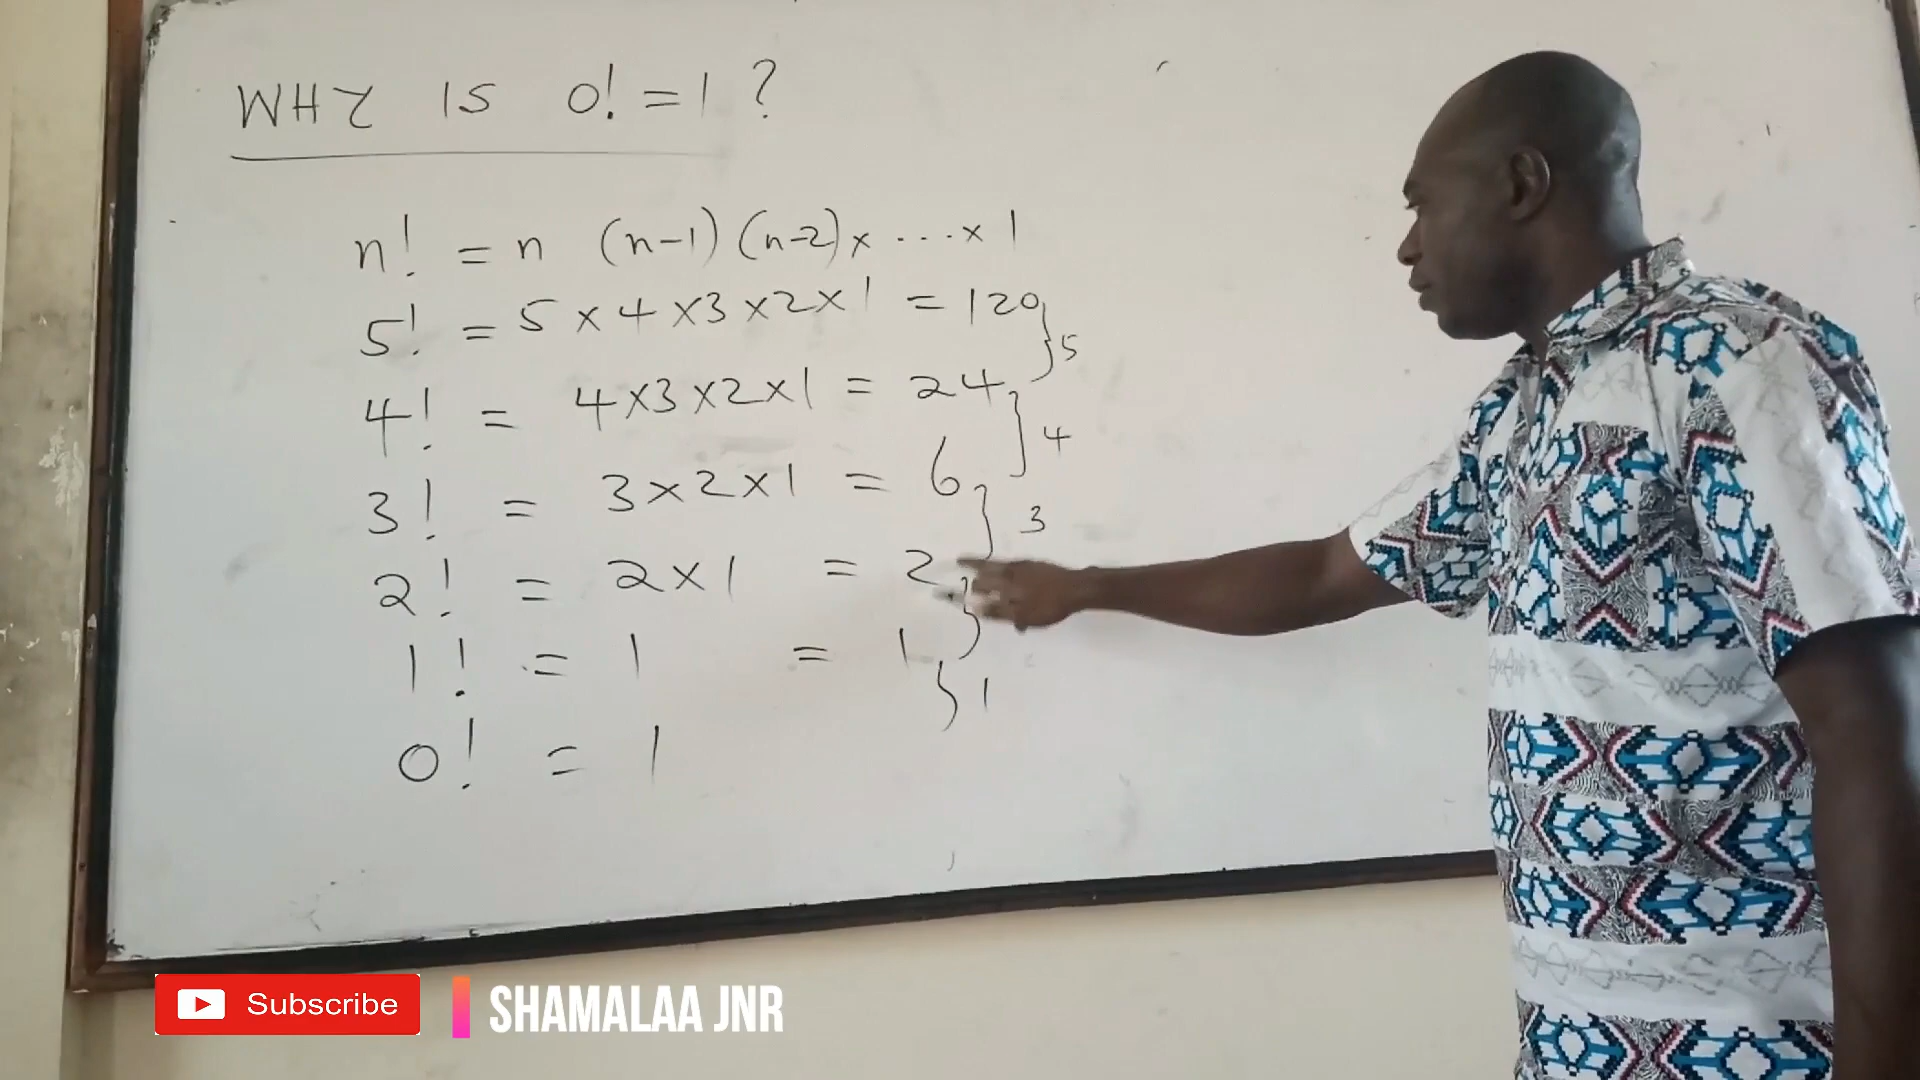 WHY IS 0! = 1 ?
n! = n (n-1) (n-2) x ... x 1
5! = 5 x 4 x 3 x 2 x 1 = 120 } 5
4! = 4 x 3 x 2 x 1 = 24 } 4
3! = 3 x 2 x 1 = 6 } 3
2! = 2 x 1 = 2 }
1! = 1 = 1 } 1
0! = 1
Subscribe
SHAMALAA JNR